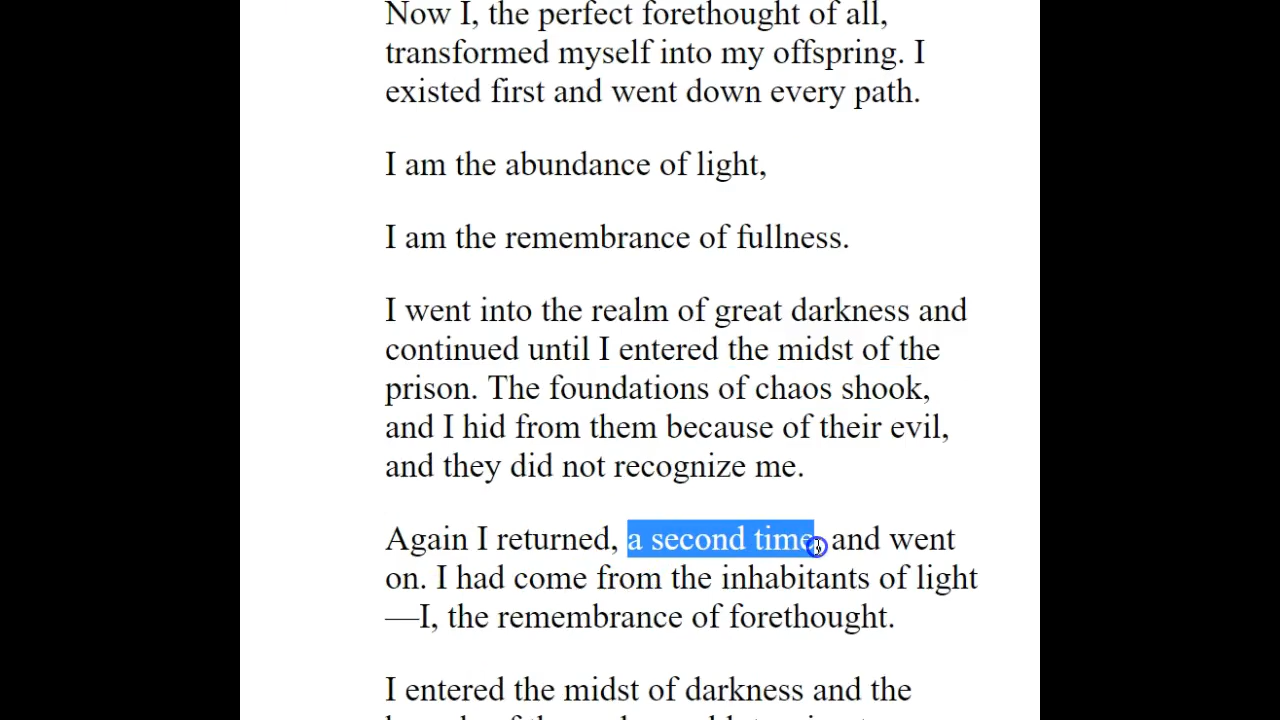 Now I, the perfect forethought of all,
transformed myself into my offspring. I
existed first and went down every path.
I am the abundance of light,
I am the remembrance of fullness.
I went into the realm of great darkness and
continued until I entered the midst of the
prison. The foundations of chaos shook,
and I hid from them because of their evil,
and they did not recognize me.
Again I returned, a second time, and went
on. I had come from the inhabitants of light
—I, the remembrance of forethought.
I entered the midst of darkness and the